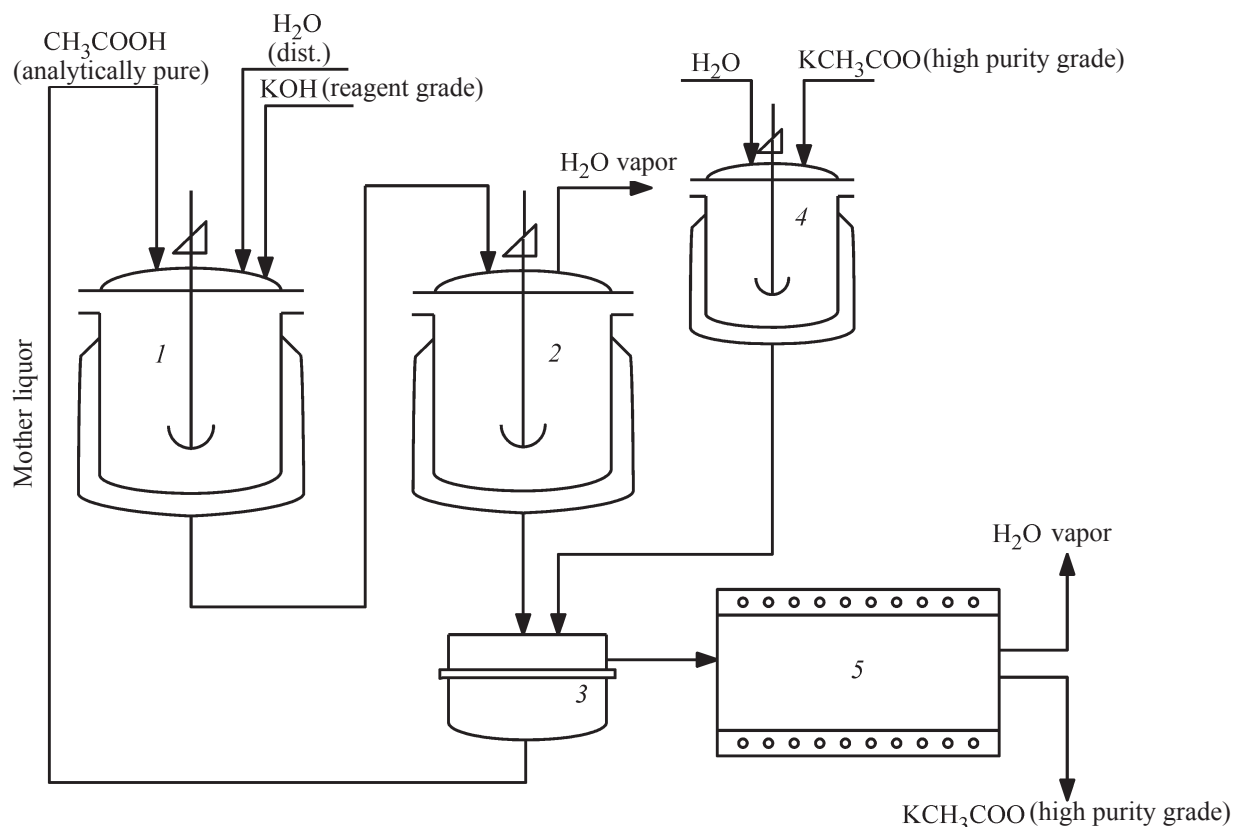 CH₃COOH
(analytically pure)
H₂O
(dist.)
KOH (reagent grade)
H₂O
KCH₃COO (high purity grade)
H₂O vapor
4
1
2
Mother liquor
H₂O vapor
3
5
KCH₃COO (high purity grade)